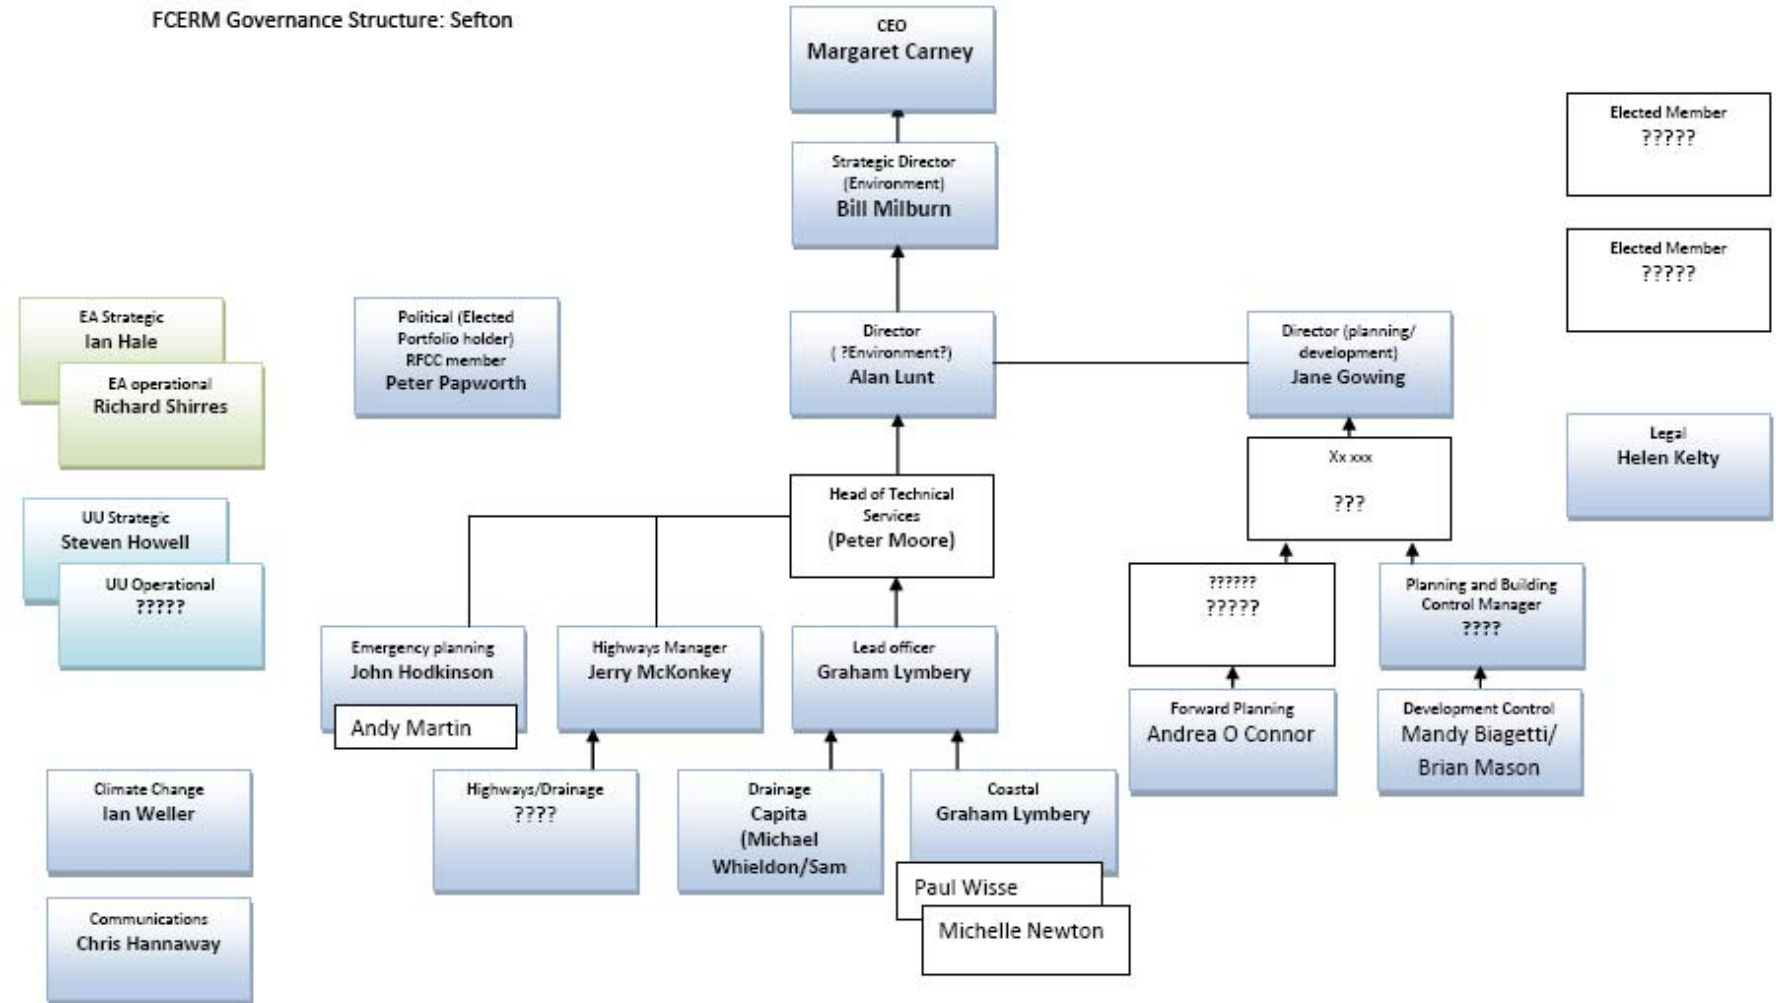 FCERM Governance Structure: Sefton
CEO
Margaret Carney
Strategic Director
(Environment)
Bill Milburn
Elected Member
?????
Elected Member
?????
EA Strategic
Ian Hale
EA operational
Richard Shirres
Political (Elected
Portfolio holder)
RFCC member
Peter Papworth
Director
( ?Environment?)
Alan Lunt
Director (planning/
development)
Jane Gowing
Legal
Helen Kelty
Xx xxx
???
Head of Technical
Services
(Peter Moore)
UU Strategic
Steven Howell
UU Operational
?????
??????
?????
Planning and Building
Control Manager
????
Emergency planning
John Hodkinson
Andy Martin
Highways Manager
Jerry McKonkey
Lead officer
Graham Lymbery
Forward Planning
Andrea O Connor
Development Control
Mandy Biagetti/
Brian Mason
Climate Change
Ian Weller
Highways/Drainage
????
Drainage
Capita
(Michael
Whieldon/Sam
Coastal
Graham Lymbery
Paul Wisse
Michelle Newton
Communications
Chris Hannaway